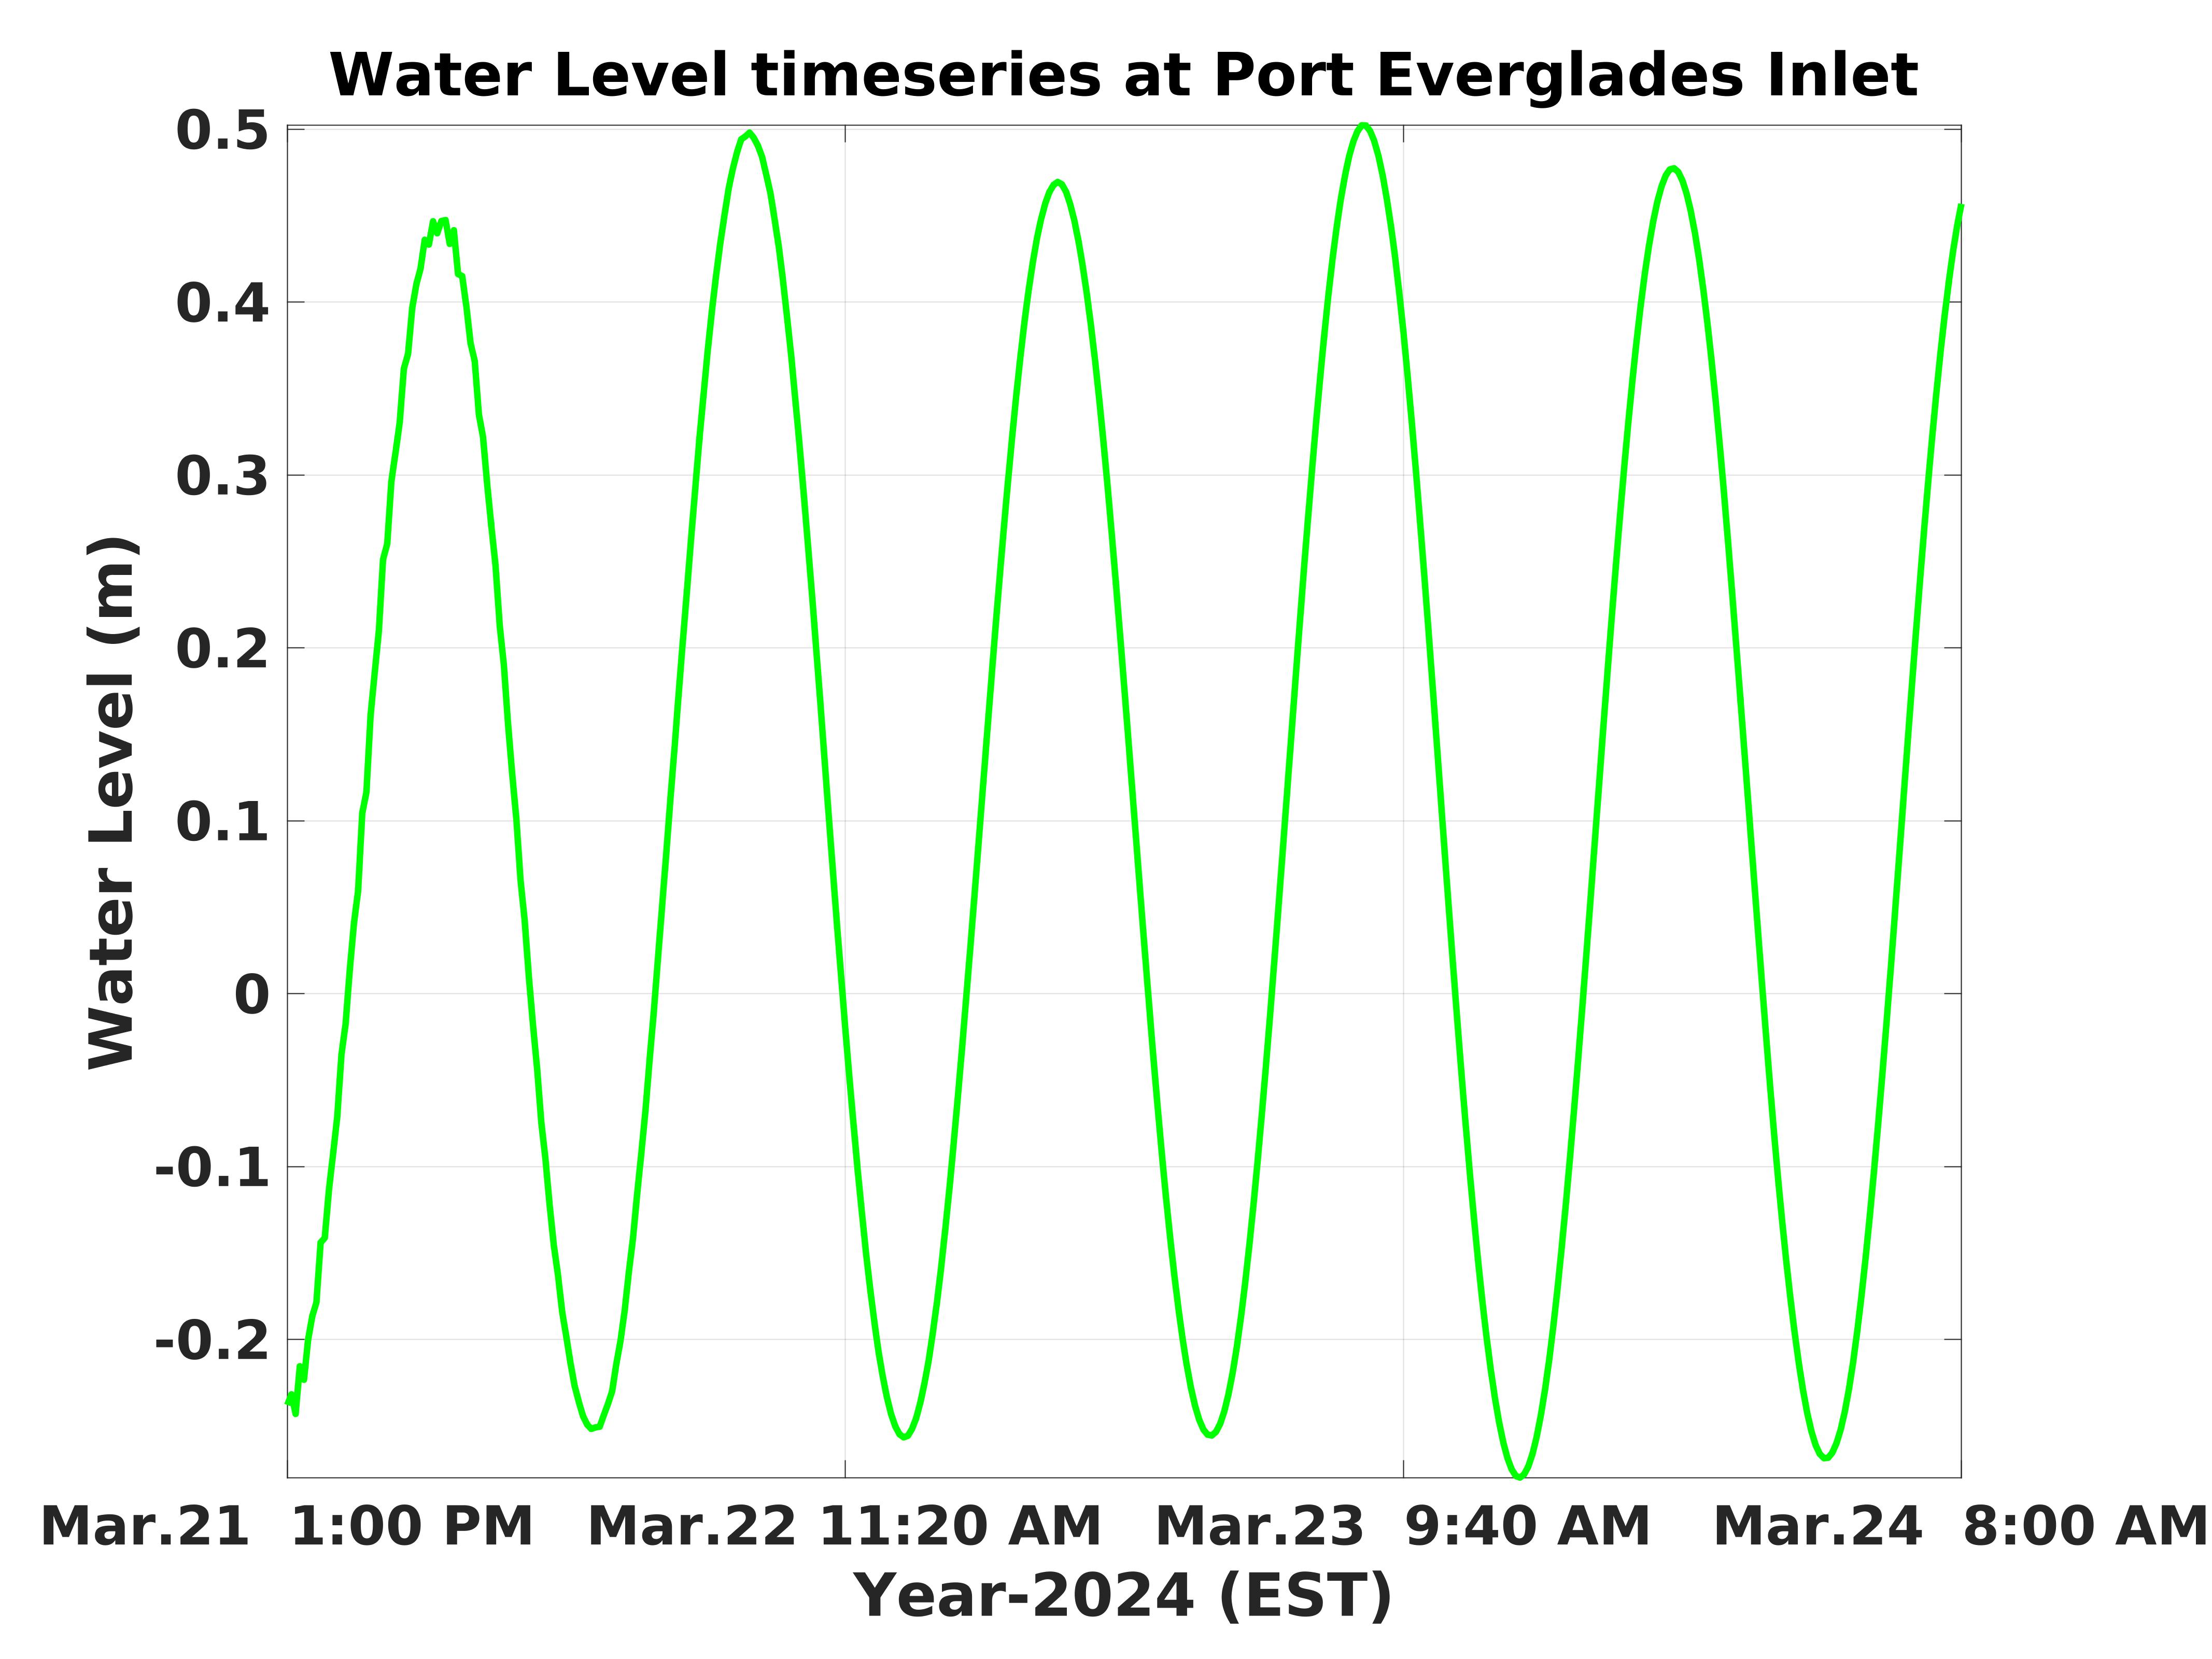 Water Level timeseries at Port Everglades Inlet
0.5
0.4
0.3
0.2
0.1
0
-0.1
-0.2
Water Level (m)
Mar.21 1:00 PM Mar.22 11:20 AM Mar.23 9:40 AM Mar.24 8:00 AM
Year-2024 (EST)